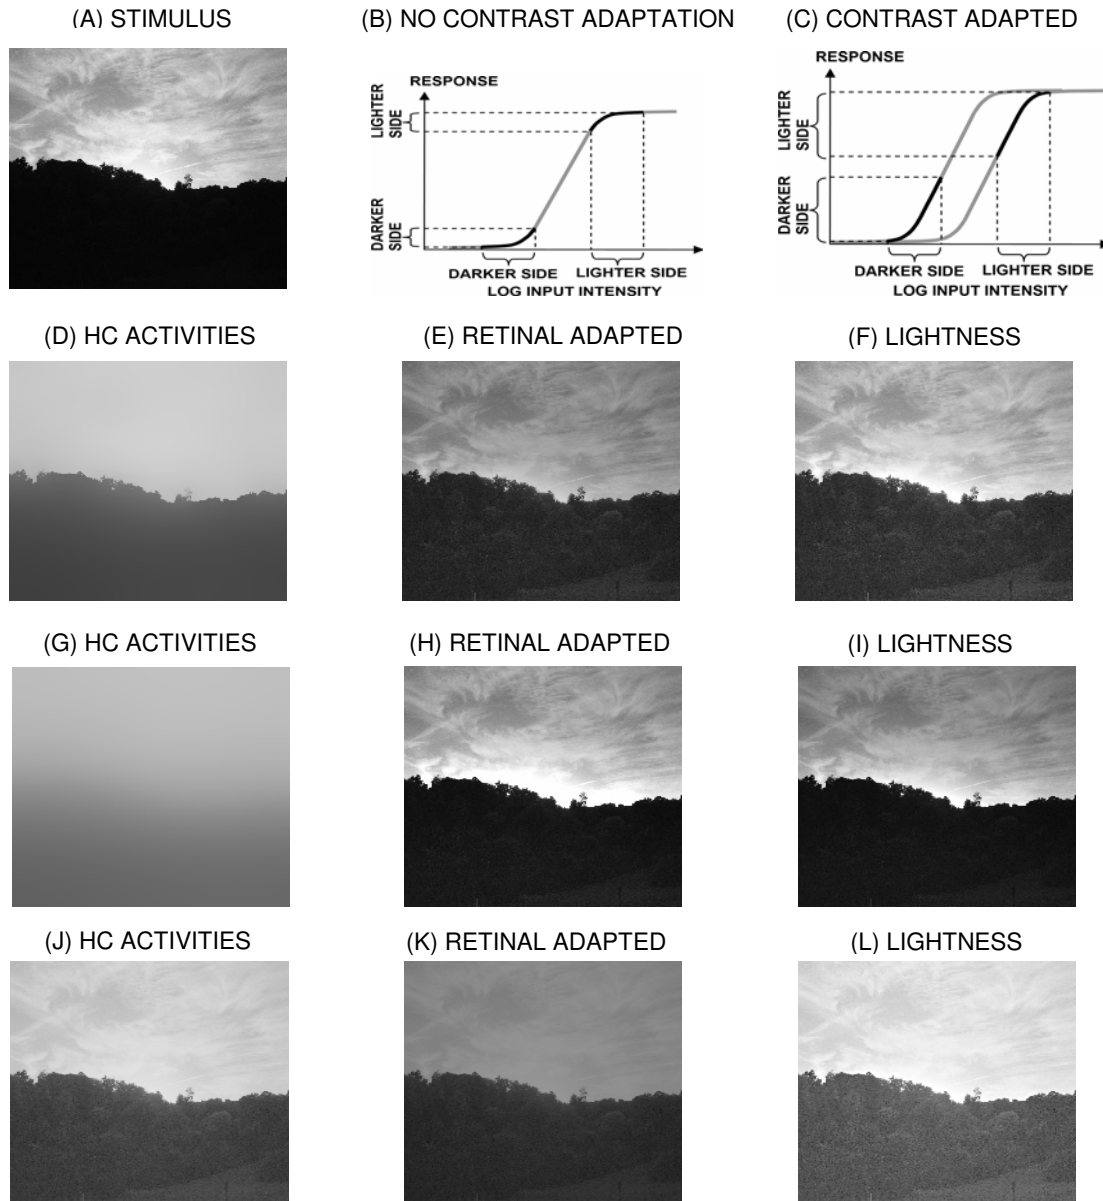 (A) STIMULUS
(B) NO CONTRAST ADAPTATION
(C) CONTRAST ADAPTED
RESPONSE
LIGHTER
SIDE
DARKER
SIDE
DARKER SIDE
LIGHTER SIDE
LOG INPUT INTENSITY
RESPONSE
LIGHTER
SIDE
DARKER
SIDE
DARKER SIDE
LIGHTER SIDE
LOG INPUT INTENSITY
(D) HC ACTIVITIES
(E) RETINAL ADAPTED
(F) LIGHTNESS
(G) HC ACTIVITIES
(H) RETINAL ADAPTED
(I) LIGHTNESS
(J) HC ACTIVITIES
(K) RETINAL ADAPTED
(L) LIGHTNESS